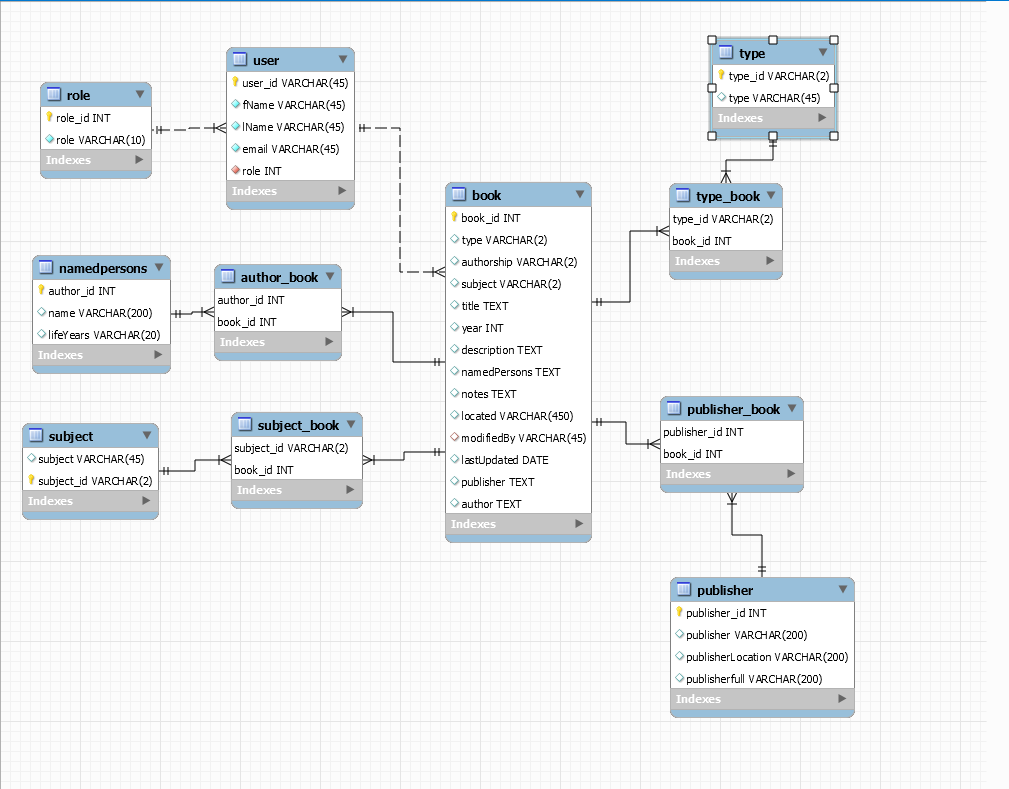 role
role_id INT
role VARCHAR(10)
Indexes
user
user_id VARCHAR(45)
fName VARCHAR(45)
lName VARCHAR(45)
email VARCHAR(45)
role INT
Indexes
type
type_id VARCHAR(2)
type VARCHAR(45)
Indexes
namedpersons
author_id INT
name VARCHAR(200)
lifeYears VARCHAR(20)
Indexes
author_book
author_id INT
book_id INT
Indexes
book
book_id INT
type VARCHAR(2)
authorship VARCHAR(2)
subject VARCHAR(2)
title TEXT
year INT
description TEXT
namedPersons TEXT
notes TEXT
located VARCHAR(450)
modifiedBy VARCHAR(45)
lastUpdated DATE
publisher TEXT
author TEXT
Indexes
type_book
type_id VARCHAR(2)
book_id INT
Indexes
subject
subject VARCHAR(45)
subject_id VARCHAR(2)
Indexes
subject_book
subject_id VARCHAR(2)
book_id INT
Indexes
publisher_book
publisher_id INT
book_id INT
Indexes
publisher
publisher_id INT
publisher VARCHAR(200)
publisherLocation VARCHAR(200)
publisherfull VARCHAR(200)
Indexes